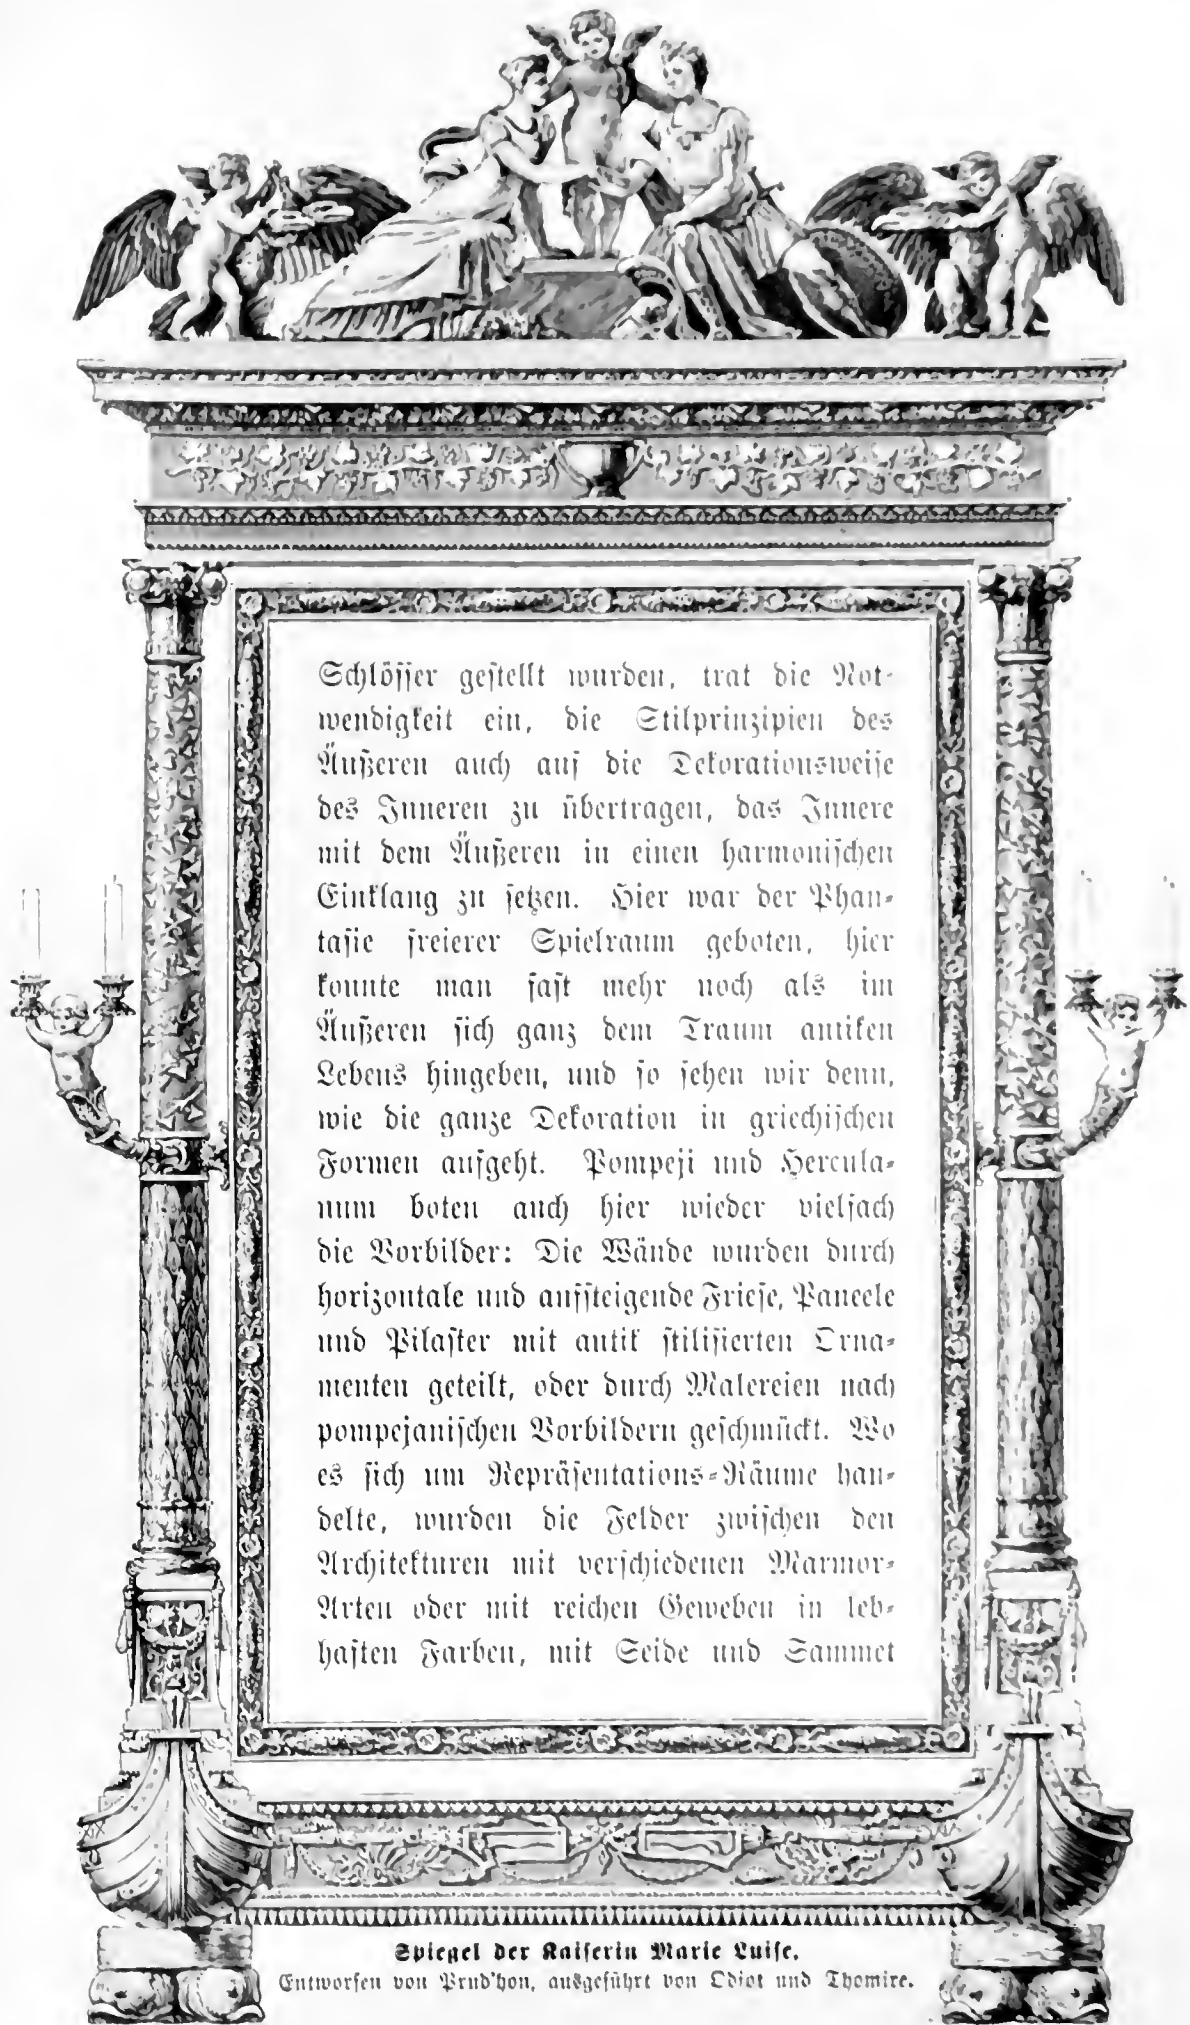 Schlösser gestellt wurden, trat die Not-
wendigkeit ein, die Stilprinzipien des
Äußeren auch auf die Dekorationsweise
des Inneren zu übertragen, das Innere
mit dem Äußeren in einen harmonischen
Einklang zu setzen. Hier war der Phan-
tasie freierer Spielraum geboten, hier
konnte man fast mehr noch als im
Äußeren sich ganz dem Traum antiken
Lebens hingeben, und so sehen wir denn,
wie die ganze Dekoration in griechischen
Formen aufgeht. Pompeji und Hercula-
num boten auch hier wieder vielfach
die Vorbilder: Die Wände wurden durch
horizontale und aufsteigende Friese, Paneele
und Pilaster mit antik stilisierten Orna-
menten geteilt, oder durch Malereien nach
pompejanischen Vorbildern geschmückt. Wo
es sich um Repräsentations-Räume han-
delte, wurden die Felder zwischen den
Architekturen mit verschiedenen Marmor-
Arten oder mit reichen Geweben in leb-
haften Farben, mit Seide und Sammet
Spiegel der Kaiserin Marie Luise.
Entworfen von Prud'hon, ausgeführt von Odiot und Thomire.